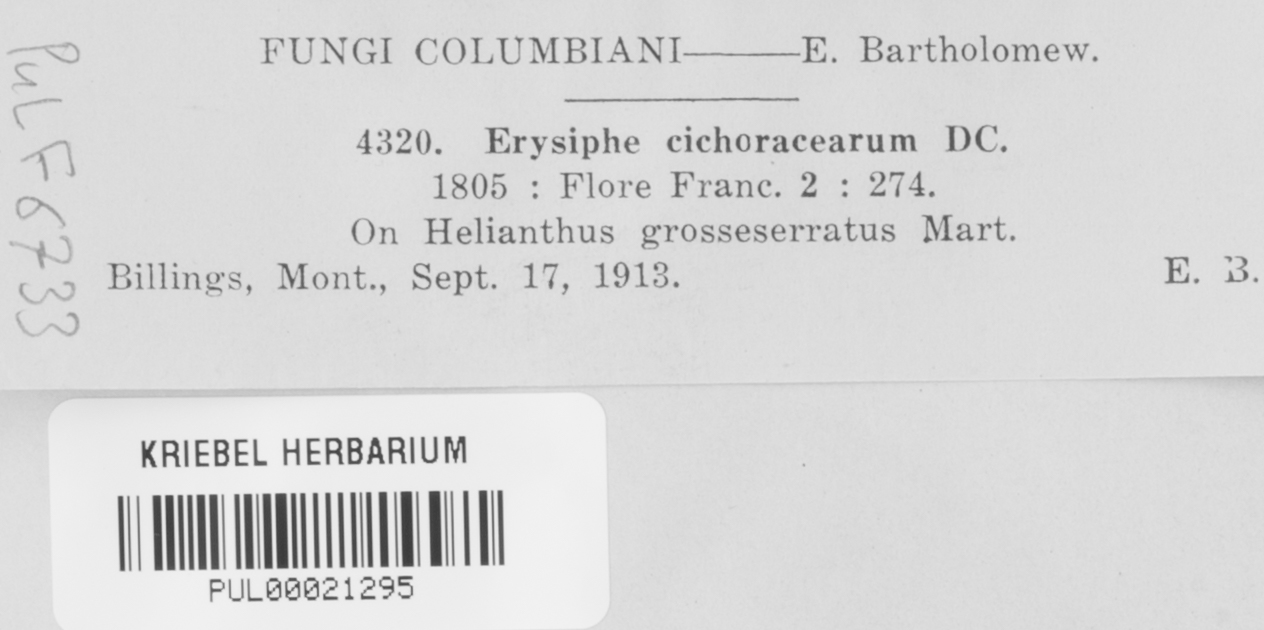 FUNGI COLUMBIANI——E. Bartholomew.
4320. Erysiphe cichoracearum DC.
1805 : Flore Franc. 2 : 274.
On Helianthus grosseserratus Mart.
Billings, Mont., Sept. 17, 1913. E. B.
PUL F6733
KRIEBEL HERBARIUM
PUL00021295